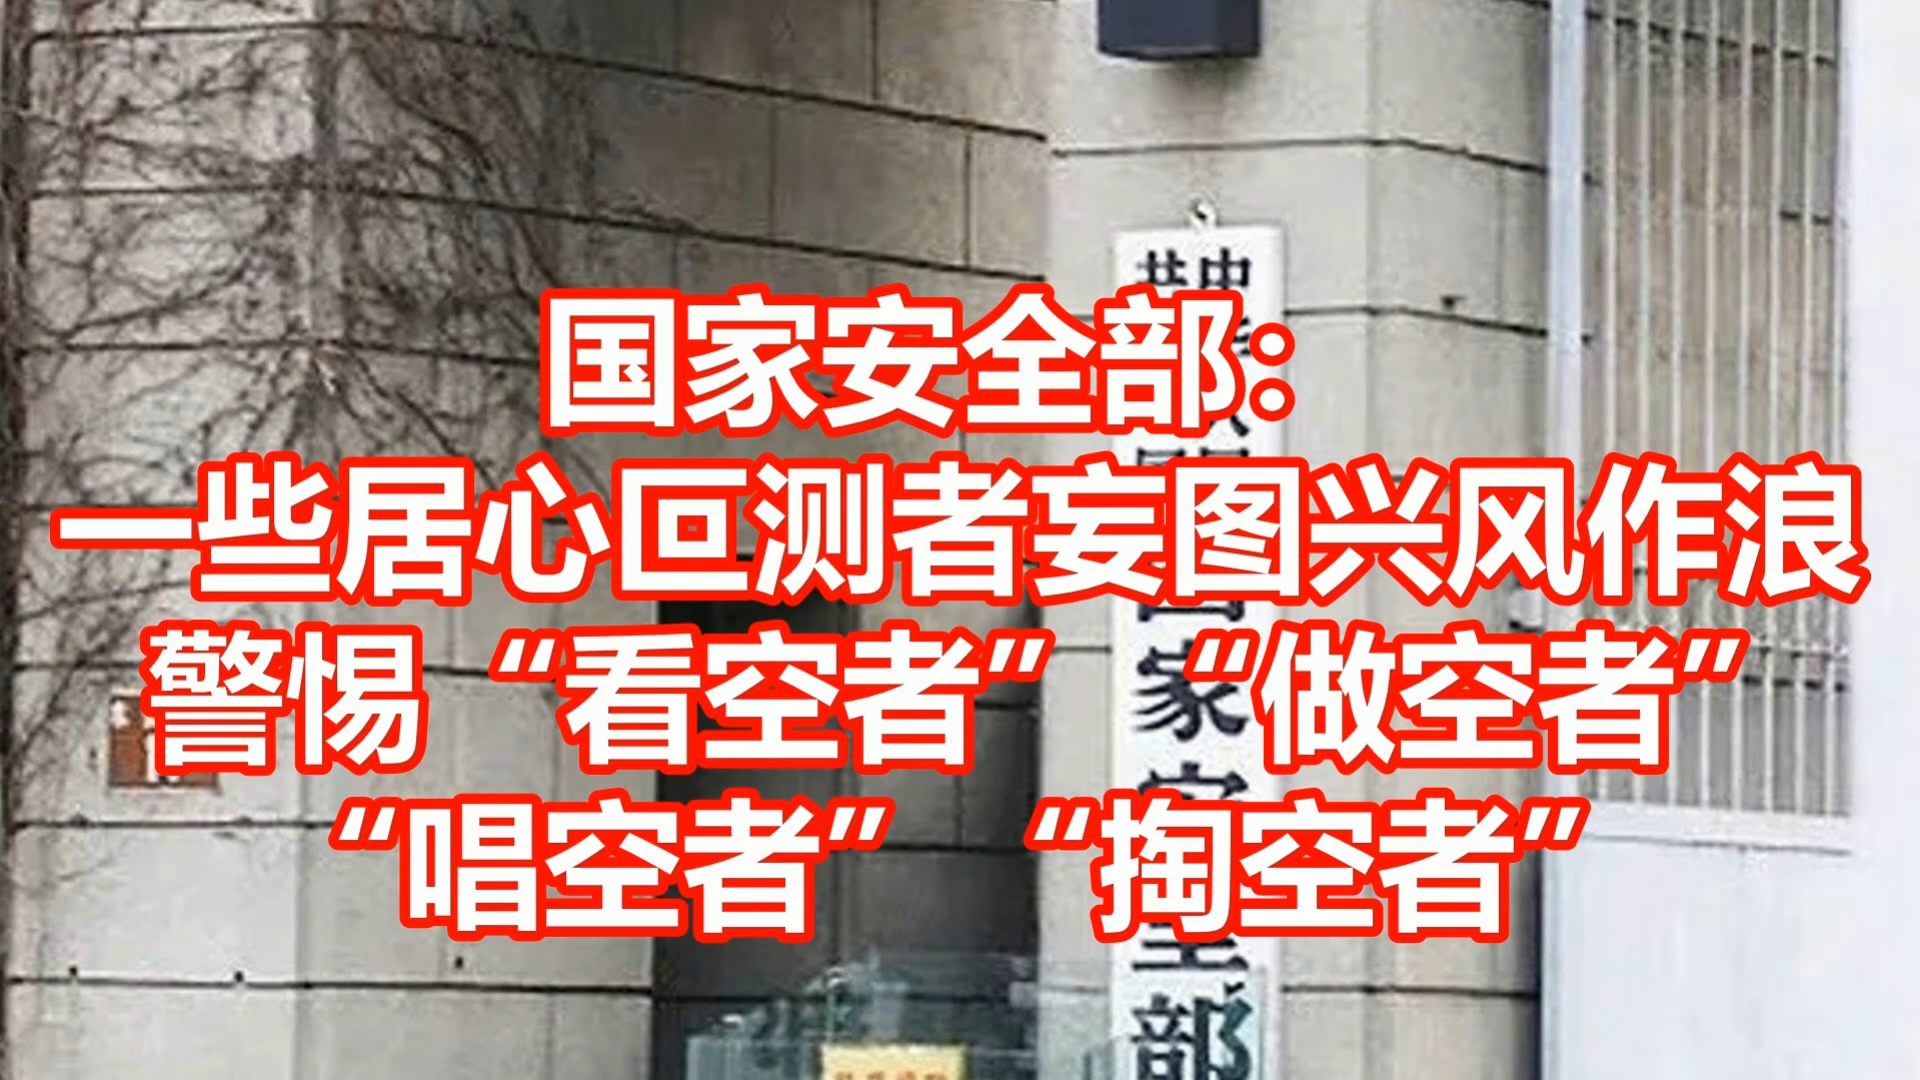 国家安全部：
一些居心叵测者妄图兴风作浪
警惕“看空者” “做空者”
“唱空者” “掏空者”